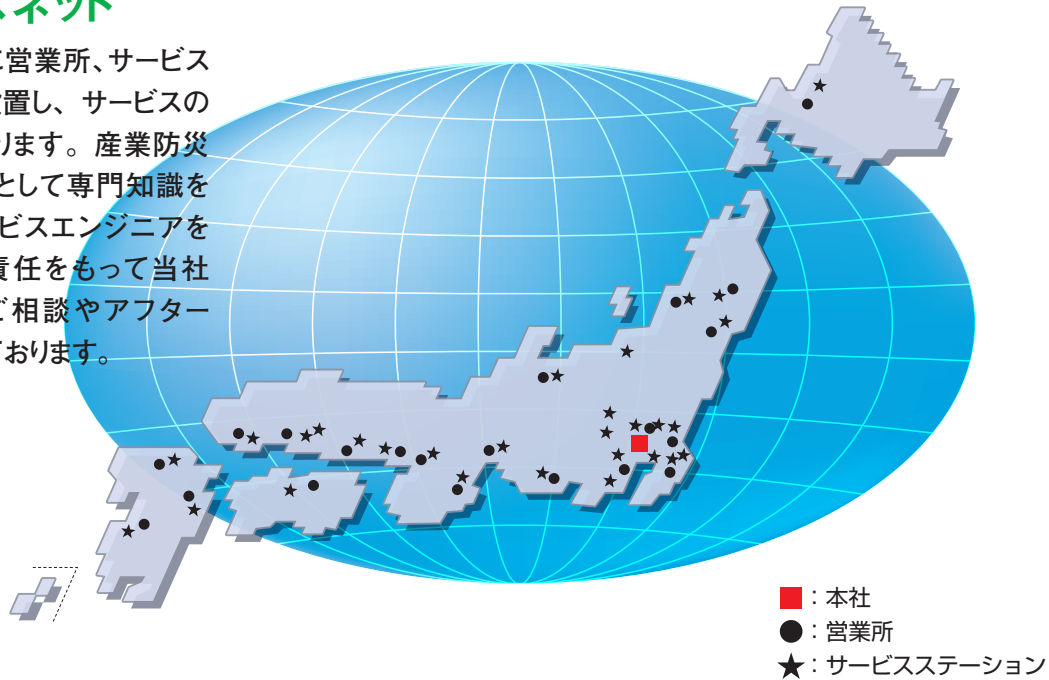 スネット
に営業所、サービス
置し、サービスの
ります。産業防災
として専門知識を
ビスエンジニアを
責任をもって当社
ご相談やアフター
ております。
：本社
：営業所
：サービスステーション